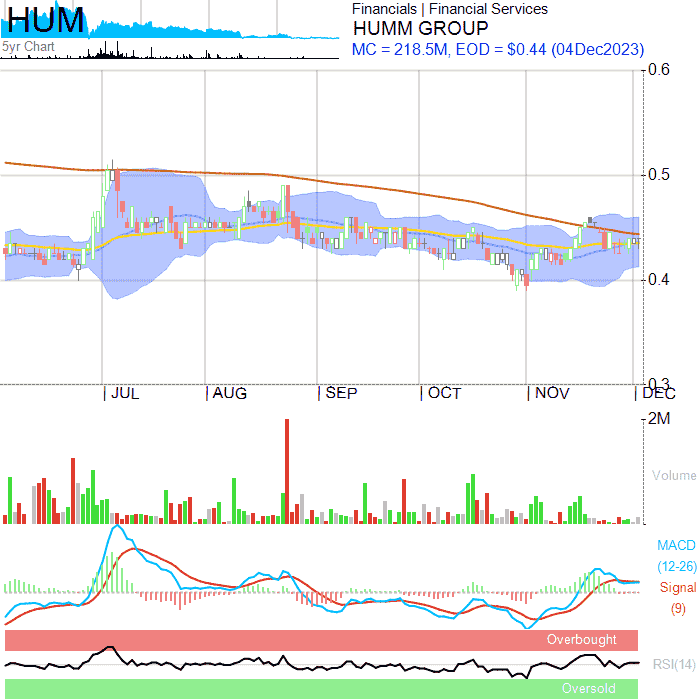 HUM
5yr Chart
Financials | Financial Services
HUMM GROUP
MC = 218.5M, EOD = $0.44 (04Dec2023)
0.6
0.5
0.4
0.3
| JUL | AUG | SEP | OCT | NOV | DEC
2M
Volume
MACD
(12-26)
Signal
(9)
Overbought
RSI(14)
Oversold